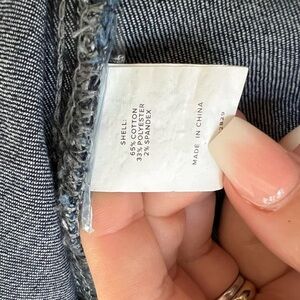 SHELL:
65% COTTON
33% POLYESTER
2% SPANDEX
MADE IN CHINA